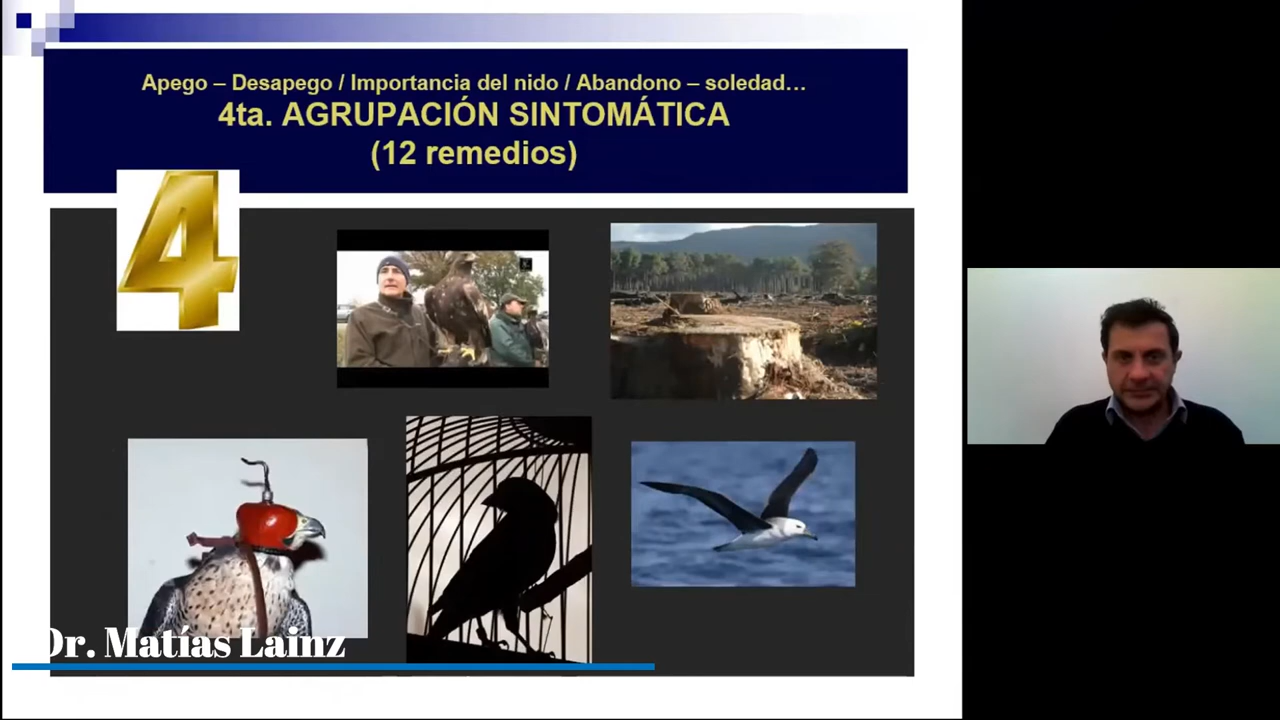 Apego – Desapego / Importancia del nido / Abandono – soledad…
4ta. AGRUPACIÓN SINTOMÁTICA
(12 remedios)
4
Dr. Matías Lainz